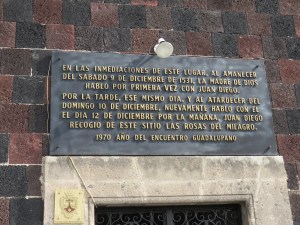 EN LAS INMEDIACIONES DE ESTE LUGAR, AL AMANECER
DEL SABADO 9 DE DICIEMBRE DE 1531, LA MADRE DE DIOS
HABLO POR PRIMERA VEZ CON JUAN DIEGO.
POR LA TARDE, ESE MISMO DIA, Y AL ATARDECER DEL
DOMINGO 10 DE DICIEMBRE, NUEVAMENTE HABLO CON EL
EL DIA 12 DE DICIEMBRE POR LA MAÑANA, JUAN DIEGO
RECOGIO DE ESTE SITIO LAS ROSAS DEL MILAGRO.
1970 AÑO DEL ENCUENTRO GUADALUPANO